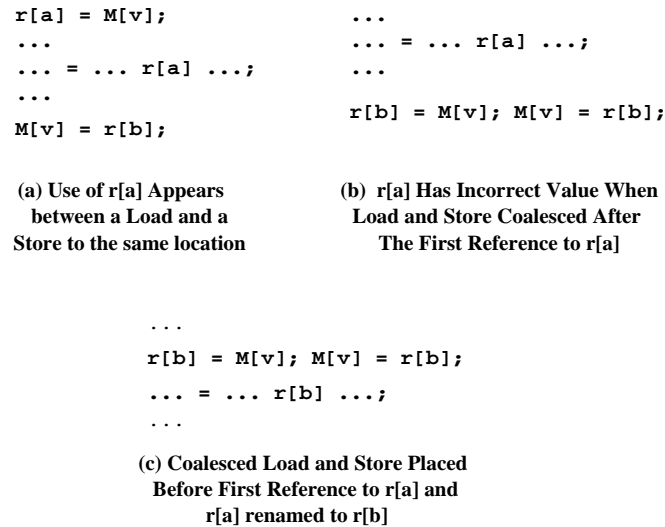 r[a] = M[v];
...
... = ... r[a] ...;
...
M[v] = r[b];
(a) Use of r[a] Appears
between a Load and a
Store to the same location
...
... = ... r[a] ...;
...
r[b] = M[v]; M[v] = r[b];
(b) r[a] Has Incorrect Value When
Load and Store Coalesced After
The First Reference to r[a]
...
r[b] = M[v]; M[v] = r[b];
... = ... r[b] ...;
...
(c) Coalesced Load and Store Placed
Before First Reference to r[a] and
r[a] renamed to r[b]